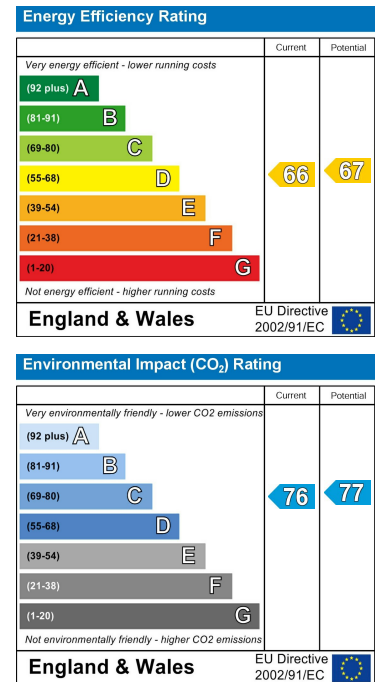 Energy Efficiency Rating
Current Potential
Very energy efficient - lower running costs
(92 plus) A
(81-91) B
(69-80) C
(55-68) D
66 67
(39-54) E
(21-38) F
(1-20) G
Not energy efficient - higher running costs
England & Wales
EU Directive
2002/91/EC
Environmental Impact (CO₂) Rating
Current Potential
Very environmentally friendly - lower CO2 emissions
(92 plus) A
(81-91) B
(69-80) C
76 77
(55-68) D
(39-54) E
(21-38) F
(1-20) G
Not environmentally friendly - higher CO2 emissions
England & Wales
EU Directive
2002/91/EC